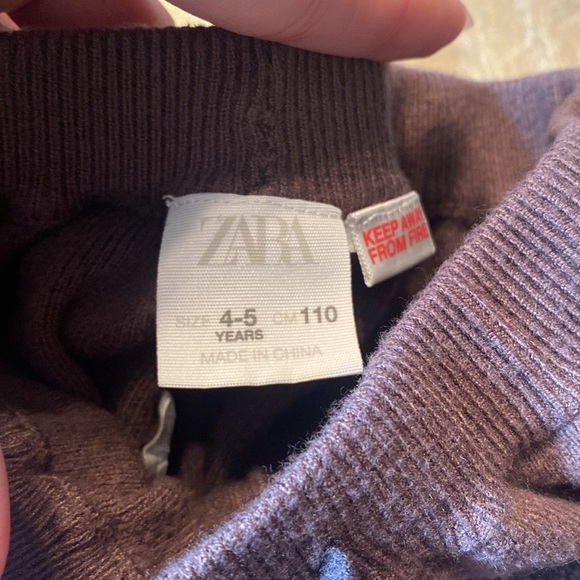 ZARA
SIZE 4-5 CM 110
YEARS
MADE IN CHINA
KEEP AWAY
FROM FIRE